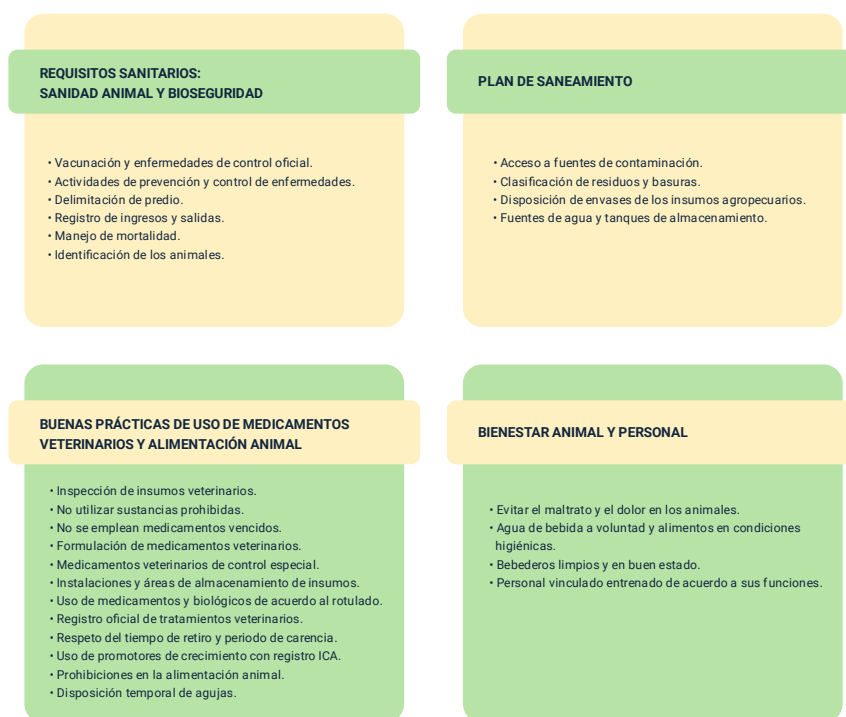 REQUISITOS SANITARIOS:
SANIDAD ANIMAL Y BIOSEGURIDAD
• Vacunación y enfermedades de control oficial.
• Actividades de prevención y control de enfermedades.
• Delimitación de predio.
• Registro de ingresos y salidas.
• Manejo de mortalidad.
• Identificación de los animales.
PLAN DE SANEAMIENTO
• Acceso a fuentes de contaminación.
• Clasificación de residuos y basuras.
• Disposición de envases de los insumos agropecuarios.
• Fuentes de agua y tanques de almacenamiento.
BUENAS PRÁCTICAS DE USO DE MEDICAMENTOS
VETERINARIOS Y ALIMENTACIÓN ANIMAL
• Inspección de insumos veterinarios.
• No utilizar sustancias prohibidas.
• No se emplean medicamentos vencidos.
• Formulación de medicamentos veterinarios.
• Medicamentos veterinarios de control especial.
• Instalaciones y áreas de almacenamiento de insumos.
• Uso de medicamentos y biológicos de acuerdo al rotulado.
• Registro oficial de tratamientos veterinarios.
• Respeto del tiempo de retiro y periodo de carencia.
• Uso de promotores de crecimiento con registro ICA.
• Prohibiciones en la alimentación animal.
• Disposición temporal de agujas.
BIENESTAR ANIMAL Y PERSONAL
• Evitar el maltrato y el dolor en los animales.
• Agua de bebida a voluntad y alimentos en condiciones
higiénicas.
• Bebederos limpios y en buen estado.
• Personal vinculado entrenado de acuerdo a sus funciones.